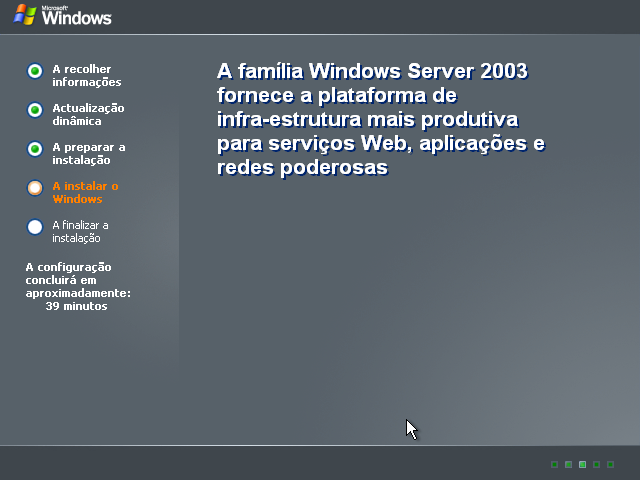 Microsoft
Windows
A recolher
informações
Actualização
dinâmica
A preparar a
instalação
A instalar o
Windows
A finalizar a
instalação
A configuração
concluirá em
aproximadamente:
39 minutos
A família Windows Server 2003
fornece a plataforma de
infra-estrutura mais produtiva
para serviços Web, aplicações e
redes poderosas